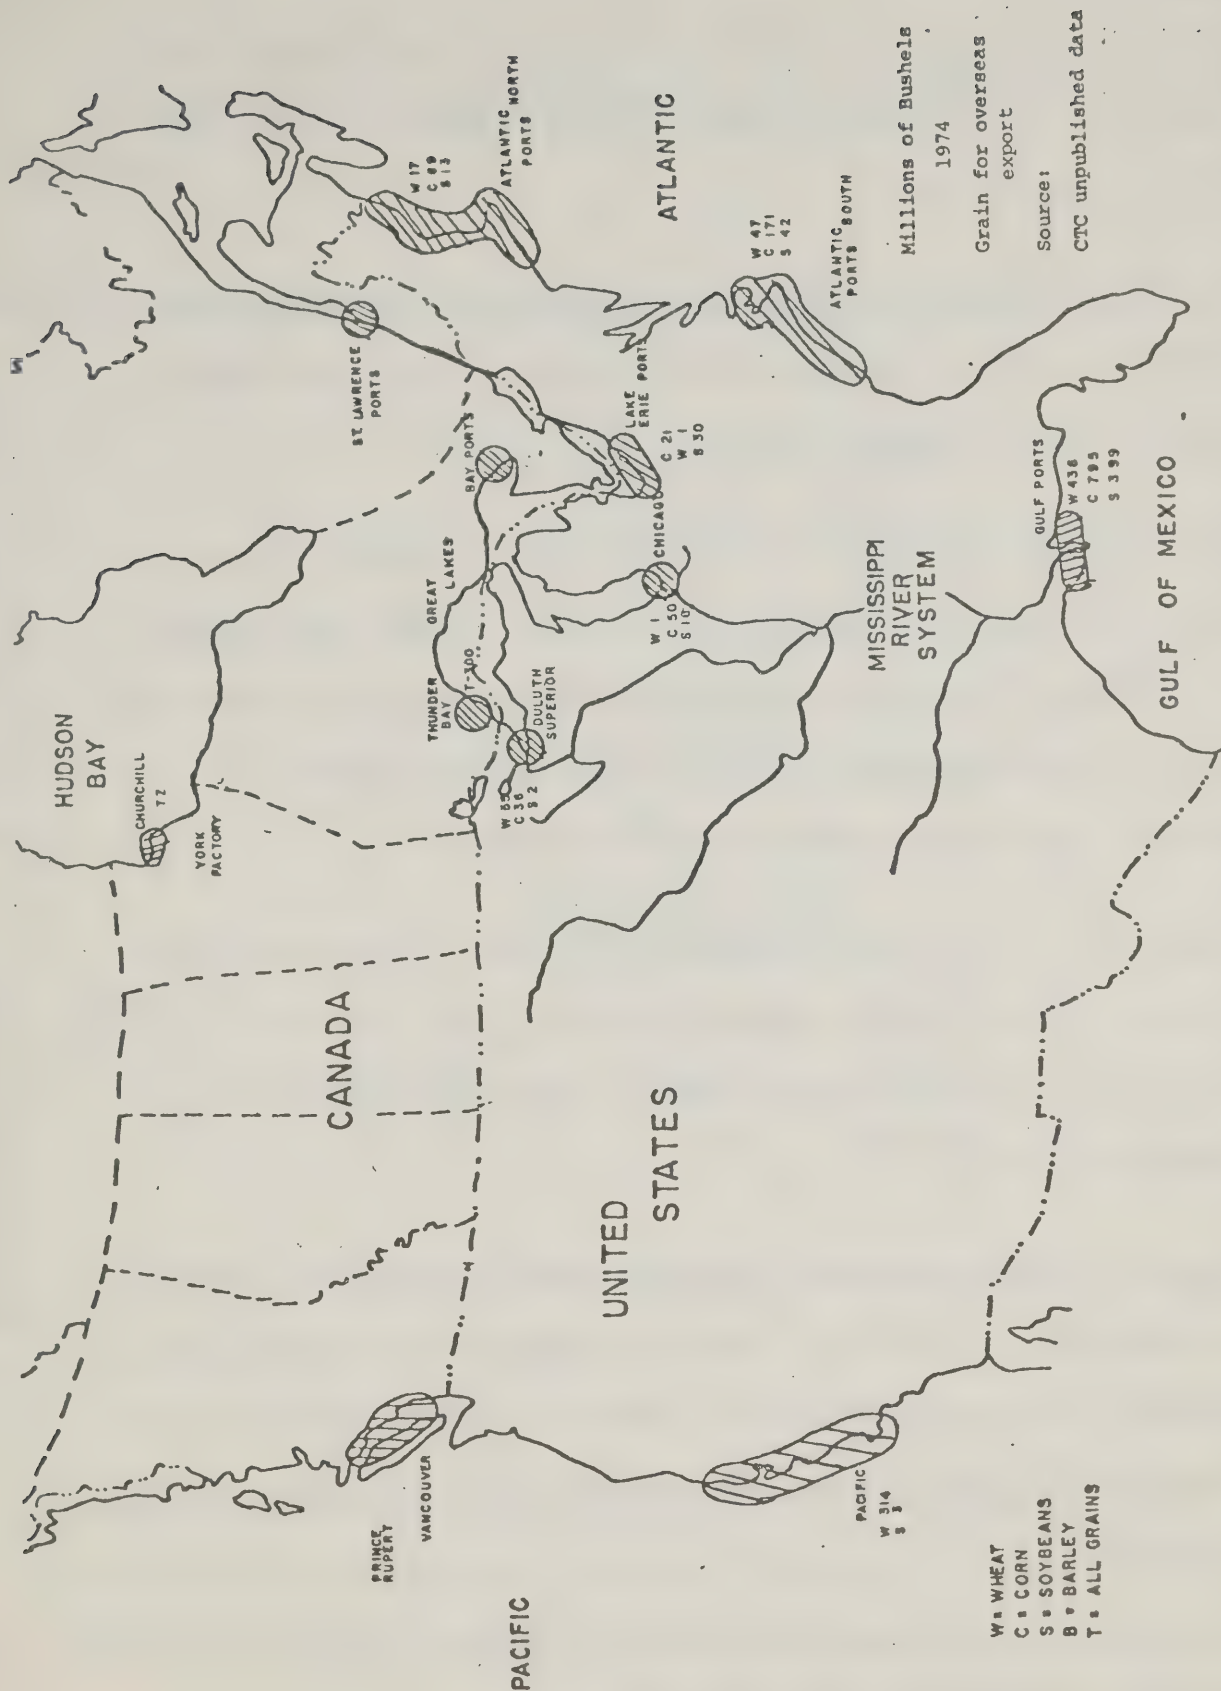 HUDSON
BAY
CHURCHILL
TZ
YORK
FACTORY
CANADA
PRINCE
RUPERT
VANCOUVER
PACIFIC
UNITED
STATES
THUNDER
BAY
T-300
GREAT
LAKES
DULUTH
SUPERIOR
C 36
S 2
BAY PORTS
ST. LAWRENCE
PORTS
W 17
C 89
S 13
ATLANTIC NORTH
PORTS
ATLANTIC
LAKE
ERIE PORTS
C 21
W 1
S 30
CHICAGO
W 1
C 50
S 10
W 47
C 171
S 42
ATLANTIC SOUTH
PORTS
MISSISSIPPI
RIVER
SYSTEM
GULF PORTS
W 436
C 795
S 399
GULF OF MEXICO
PACIFIC
W 314
S 3
W = WHEAT
C = CORN
S = SOYBEANS
B = BARLEY
T = ALL GRAINS
Millions of Bushels
1974
Grain for overseas
export
Source:
CTC unpublished data